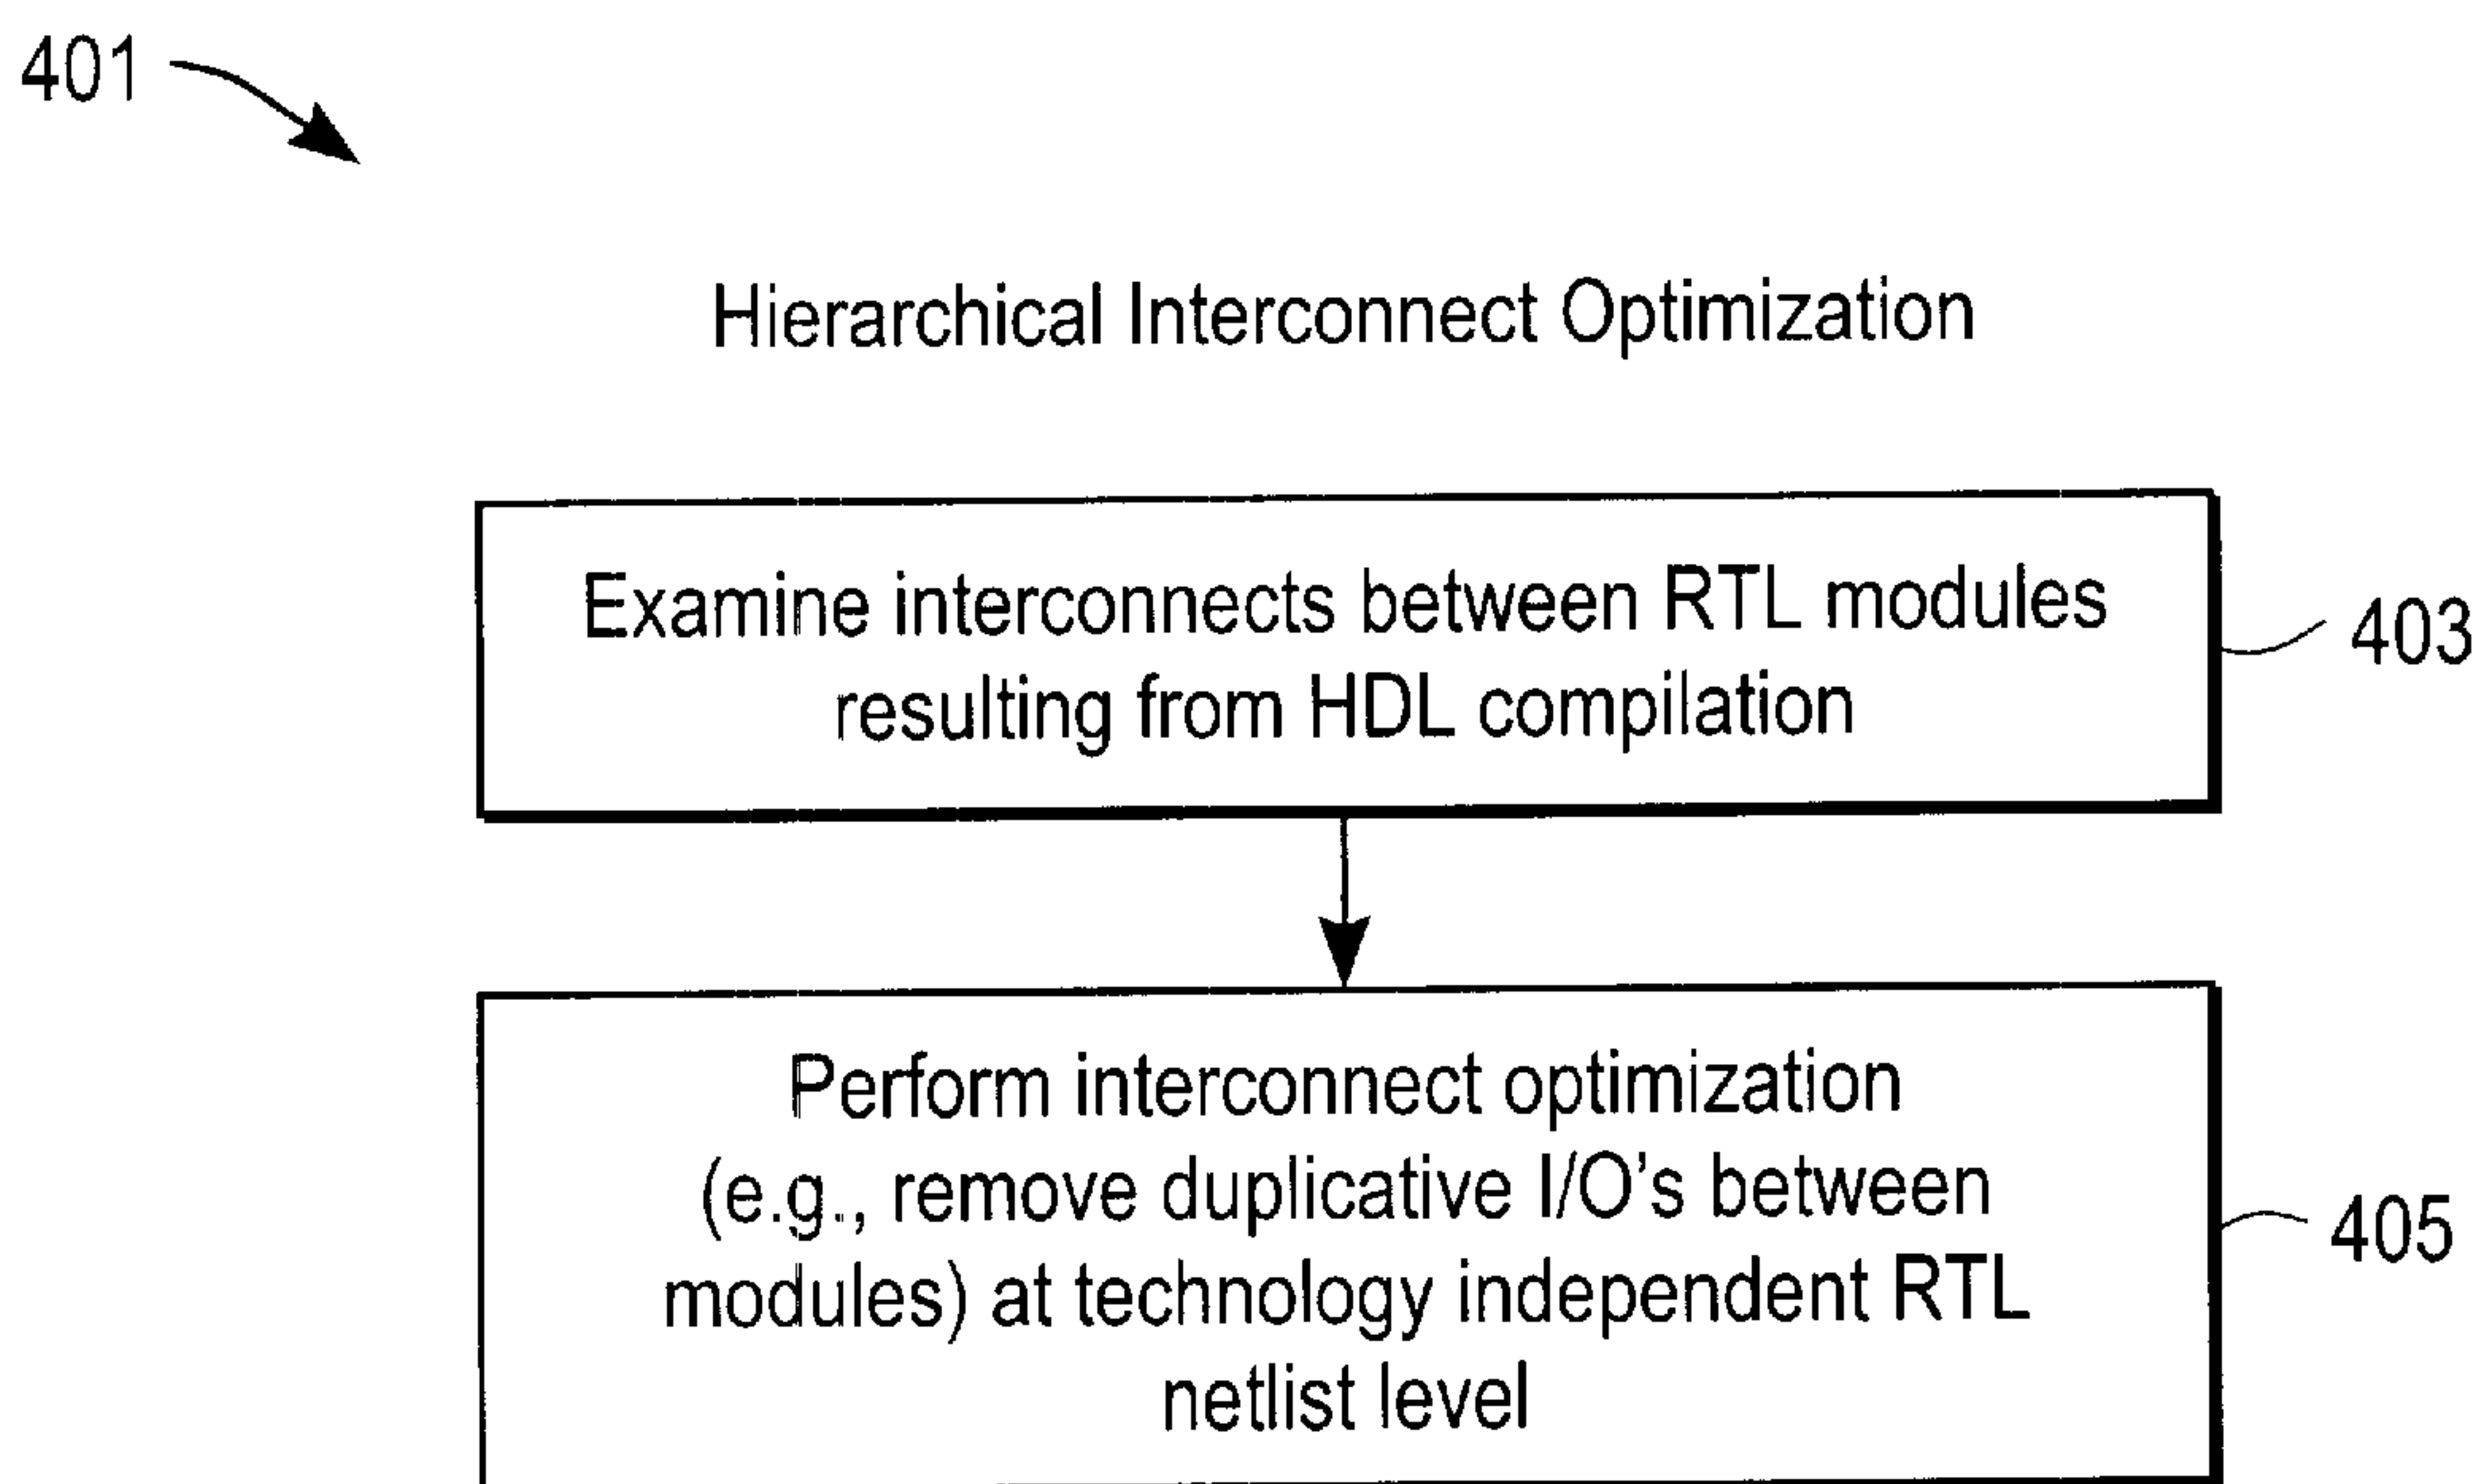 401
Hierarchical Interconnect Optimization
Examine interconnects between RTL modules
resulting from HDL compilation
403
Perform interconnect optimization
(e.g., remove duplicative I/O's between
modules) at technology independent RTL
netlist level
405